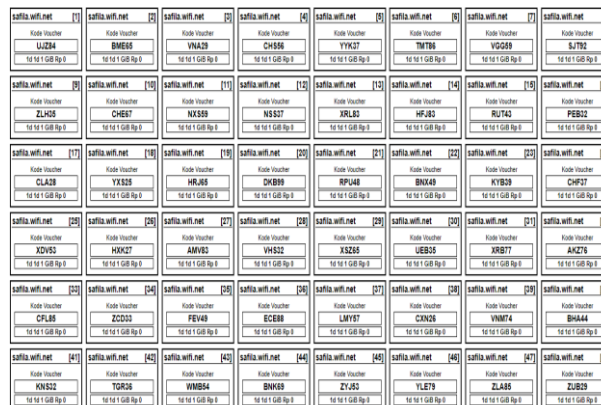 safila.wifi.net [1] safila.wifi.net [2] safila.wifi.net [3] safila.wifi.net [4] safila.wifi.net [5] safila.wifi.net [6] safila.wifi.net [7] safila.wifi.net
Kode Voucher Kode Voucher Kode Voucher Kode Voucher Kode Voucher Kode Voucher Kode Voucher Kode Voucher
UJZ84 BME65 VNA29 CHS56 YYK37 TMT86 VGG59 SJT92
1d 1d 1 GiB Rp 0 1d 1d 1 GiB Rp 0 1d 1d 1 GiB Rp 0 1d 1d 1 GiB Rp 0 1d 1d 1 GiB Rp 0 1d 1d 1 GiB Rp 0 1d 1d 1 GiB Rp 0 1d 1d 1 GiB Rp 0
safila.wifi.net [9] safila.wifi.net [10] safila.wifi.net [11] safila.wifi.net [12] safila.wifi.net [13] safila.wifi.net [14] safila.wifi.net [15] safila.wifi.net
Kode Voucher Kode Voucher Kode Voucher Kode Voucher Kode Voucher Kode Voucher Kode Voucher Kode Voucher
ZLH35 CHE67 NXS59 NSS37 XRL83 HFJ83 RUT43 PEB32
1d 1d 1 GiB Rp 0 1d 1d 1 GiB Rp 0 1d 1d 1 GiB Rp 0 1d 1d 1 GiB Rp 0 1d 1d 1 GiB Rp 0 1d 1d 1 GiB Rp 0 1d 1d 1 GiB Rp 0 1d 1d 1 GiB Rp 0
safila.wifi.net [17] safila.wifi.net [18] safila.wifi.net [19] safila.wifi.net [20] safila.wifi.net [21] safila.wifi.net [22] safila.wifi.net [23] safila.wifi.net
Kode Voucher Kode Voucher Kode Voucher Kode Voucher Kode Voucher Kode Voucher Kode Voucher Kode Voucher
CLA28 YXS25 HRJ65 DKB99 RPU48 BNX49 KYB39 CHF37
1d 1d 1 GiB Rp 0 1d 1d 1 GiB Rp 0 1d 1d 1 GiB Rp 0 1d 1d 1 GiB Rp 0 1d 1d 1 GiB Rp 0 1d 1d 1 GiB Rp 0 1d 1d 1 GiB Rp 0 1d 1d 1 GiB Rp 0
safila.wifi.net [25] safila.wifi.net [26] safila.wifi.net [27] safila.wifi.net [28] safila.wifi.net [29] safila.wifi.net [30] safila.wifi.net [31] safila.wifi.net
Kode Voucher Kode Voucher Kode Voucher Kode Voucher Kode Voucher Kode Voucher Kode Voucher Kode Voucher
XDV53 HXK27 AMV83 VHS32 XSZ65 UEB35 XRB77 AKZ76
1d 1d 1 GiB Rp 0 1d 1d 1 GiB Rp 0 1d 1d 1 GiB Rp 0 1d 1d 1 GiB Rp 0 1d 1d 1 GiB Rp 0 1d 1d 1 GiB Rp 0 1d 1d 1 GiB Rp 0 1d 1d 1 GiB Rp 0
safila.wifi.net [33] safila.wifi.net [34] safila.wifi.net [35] safila.wifi.net [36] safila.wifi.net [37] safila.wifi.net [38] safila.wifi.net [39] safila.wifi.net
Kode Voucher Kode Voucher Kode Voucher Kode Voucher Kode Voucher Kode Voucher Kode Voucher Kode Voucher
CFL85 ZCD33 FEV49 ECE88 LMY57 CXN26 VNM74 BHA44
1d 1d 1 GiB Rp 0 1d 1d 1 GiB Rp 0 1d 1d 1 GiB Rp 0 1d 1d 1 GiB Rp 0 1d 1d 1 GiB Rp 0 1d 1d 1 GiB Rp 0 1d 1d 1 GiB Rp 0 1d 1d 1 GiB Rp 0
safila.wifi.net [41] safila.wifi.net [42] safila.wifi.net [43] safila.wifi.net [44] safila.wifi.net [45] safila.wifi.net [46] safila.wifi.net [47] safila.wifi.net
Kode Voucher Kode Voucher Kode Voucher Kode Voucher Kode Voucher Kode Voucher Kode Voucher Kode Voucher
KNS32 TGR36 WMB54 BNK69 ZYJ53 YLE79 ZLA85 ZUB29
1d 1d 1 GiB Rp 0 1d 1d 1 GiB Rp 0 1d 1d 1 GiB Rp 0 1d 1d 1 GiB Rp 0 1d 1d 1 GiB Rp 0 1d 1d 1 GiB Rp 0 1d 1d 1 GiB Rp 0 1d 1d 1 GiB Rp 0